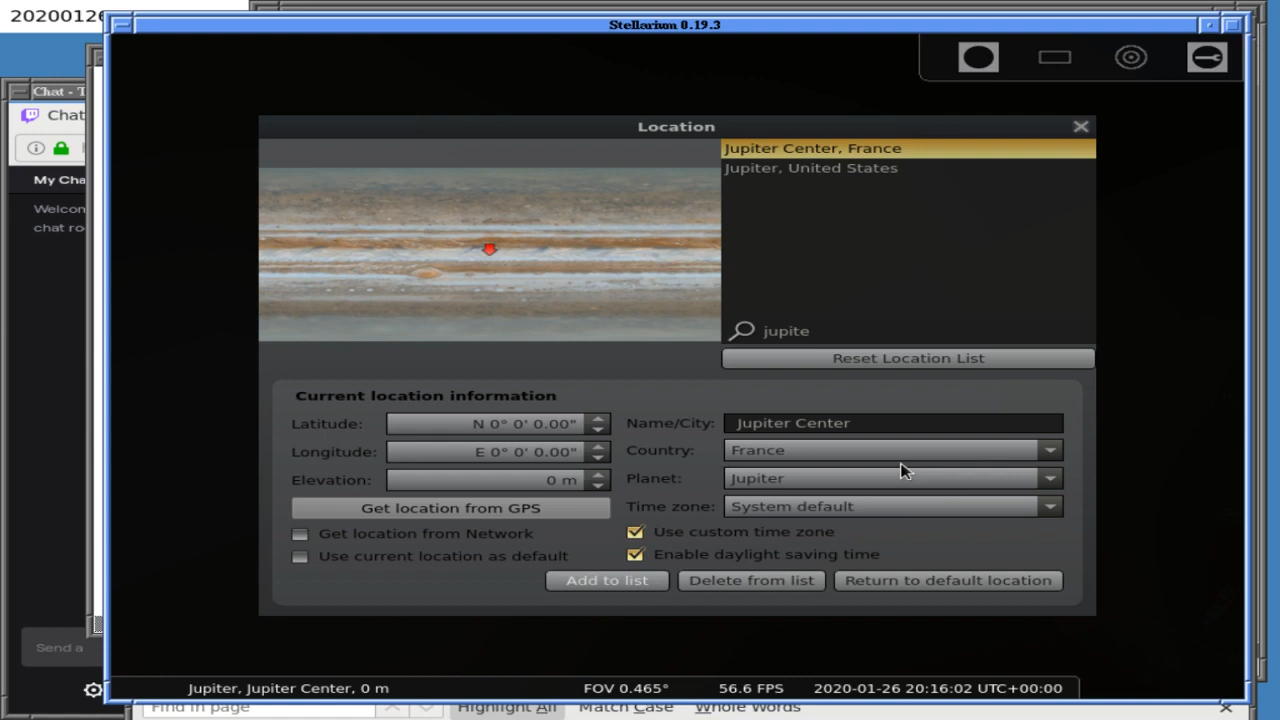 20200126
Stellarium 0.19.3
Chat - T
Chat
My Cha
Welcon
chat ro
Send a
Location
Jupiter Center, France
Jupiter, United States
jupite
Reset Location List
Current location information
Latitude: N 0° 0' 0.00"
Longitude: E 0° 0' 0.00"
Elevation: 0 m
Get location from GPS
Get location from Network
Use current location as default
Name/City: Jupiter Center
Country: France
Planet: Jupiter
Time zone: System default
Use custom time zone
Enable daylight saving time
Add to list Delete from list Return to default location
Jupiter, Jupiter Center, 0 m FOV 0.465° 56.6 FPS 2020-01-26 20:16:02 UTC+00:00
Find in page Highlight All Match Case Whole Words